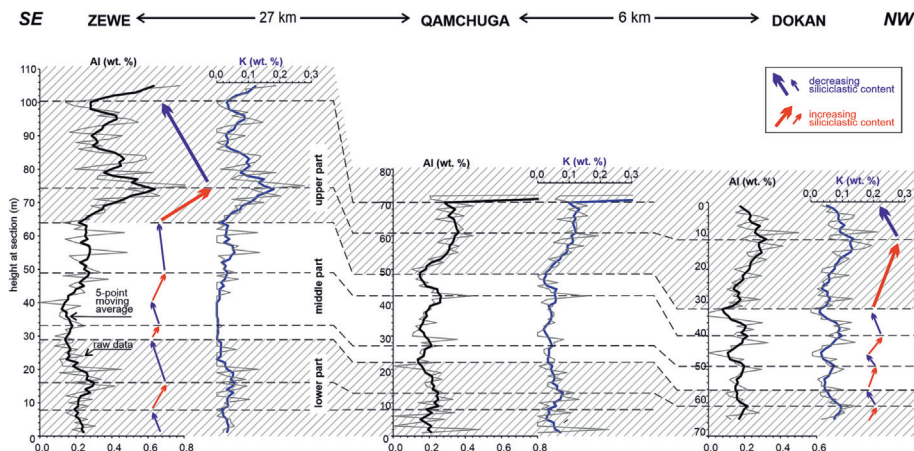 SE ZEWE 27 km QAMCHUGA 6 km DOKAN NW
Al (wt. %)
K (wt. %)
0,0 0,1 0,2 0,3
110
100
90
80
70
60
50
40
30
20
10
0
height at section (m)
5-point
moving
average
raw data
0 0.2 0.4 0.6 0.8
upper part
middle part
lower part
Al (wt. %)
K (wt. %)
0,0 0,1 0,2 0,3
80
70
60
50
40
30
20
10
0
0 0.2 0.4 0.6 0.8
decreasing
siliciclastic content
increasing
siliciclastic content
Al (wt. %)
K (wt. %)
0,0 0,1 0,2 0,3
0
10
20
30
40
50
60
70
0 0.2 0.4 0.6